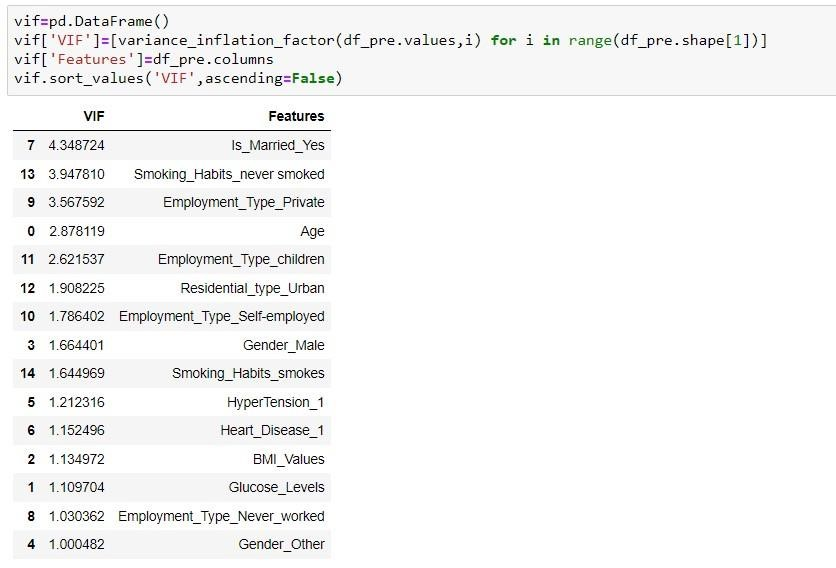 vif=pd.DataFrame()
vif['VIF']=[variance_inflation_factor(df_pre.values,i) for i in range(df_pre.shape[1])]
vif['Features']=df_pre.columns
vif.sort_values('VIF',ascending=False)
VIF Features
7 4.348724 Is_Married_Yes
13 3.947810 Smoking_Habits_never smoked
9 3.567592 Employment_Type_Private
0 2.878119 Age
11 2.621537 Employment_Type_children
12 1.908225 Residential_type_Urban
10 1.786402 Employment_Type_Self-employed
3 1.664401 Gender_Male
14 1.644969 Smoking_Habits_smokes
5 1.212316 HyperTension_1
6 1.152496 Heart_Disease_1
2 1.134972 BMI_Values
1 1.109704 Glucose_Levels
8 1.030362 Employment_Type_Never_worked
4 1.000482 Gender_Other